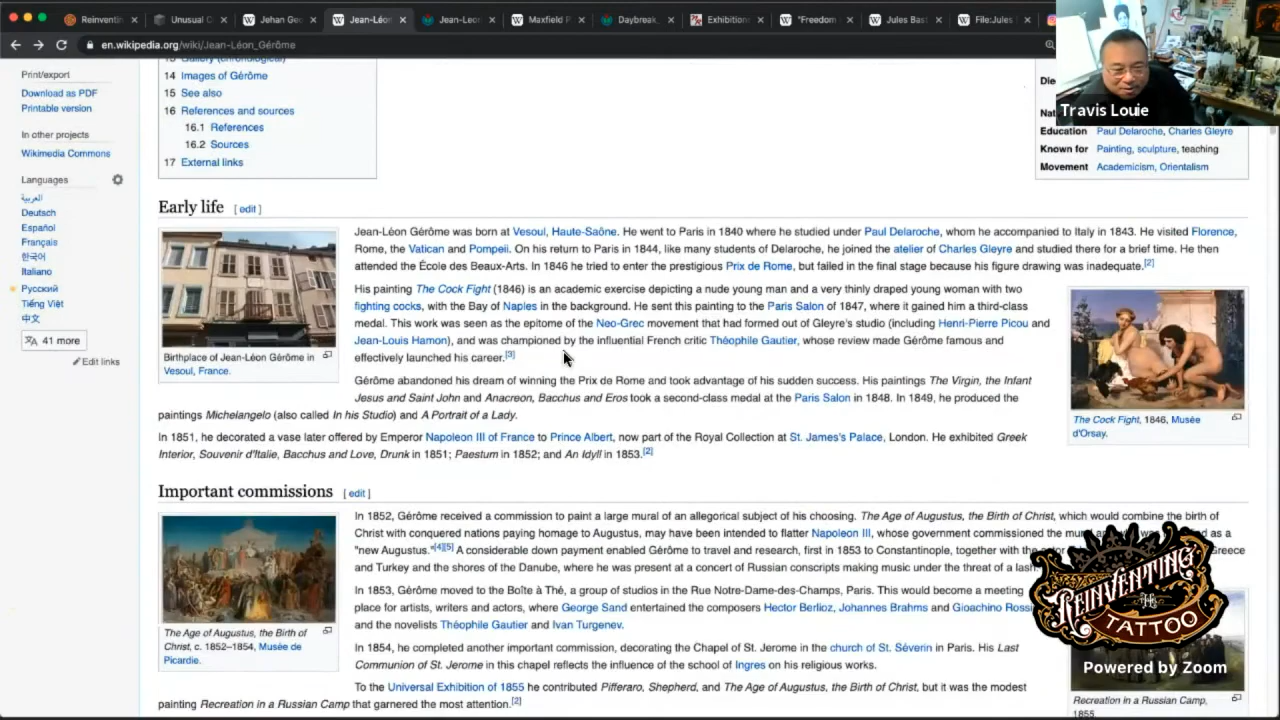 Reinventin
Unusual C
Jehan Geo
Jean-Léon
Jean-Leon
Maxfield P
Daybreak,
Exhibition
"Freedom
Jules Bas
File:Jules
en.wikipedia.org/wiki/Jean-Léon_Gérôme
Travis Louie
Print/export
Download as PDF
Printable version
In other projects
Wikimedia Commons
Languages
العربية
Deutsch
Español
Français
한국어
Italiano
Русский
Tiếng Việt
中文
41 more
Edit links
13 Gallery (chronological)
14 Images of Gérôme
15 See also
16 References and sources
16.1 References
16.2 Sources
17 External links
Die
Nat
Education Paul Delaroche, Charles Gleyre
Known for Painting, sculpture, teaching
Movement Academicism, Orientalism
Early life [ edit ]
Birthplace of Jean-Léon Gérôme in
Vesoul, France.
Jean-Léon Gérôme was born at Vesoul, Haute-Saône. He went to Paris in 1840 where he studied under Paul Delaroche, whom he accompanied to Italy in 1843. He visited Florence,
Rome, the Vatican and Pompeii. On his return to Paris in 1844, like many students of Delaroche, he joined the atelier of Charles Gleyre and studied there for a brief time. He then
attended the École des Beaux-Arts. In 1846 he tried to enter the prestigious Prix de Rome, but failed in the final stage because his figure drawing was inadequate.[2]
His painting The Cock Fight (1846) is an academic exercise depicting a nude young man and a very thinly draped young woman with two
fighting cocks, with the Bay of Naples in the background. He sent this painting to the Paris Salon of 1847, where it gained him a third-class
medal. This work was seen as the epitome of the Neo-Grec movement that had formed out of Gleyre's studio (including Henri-Pierre Picou and
Jean-Louis Hamon), and was championed by the influential French critic Théophile Gautier, whose review made Gérôme famous and
effectively launched his career.[3]
The Cock Fight, 1846, Musée
d'Orsay.
Gérôme abandoned his dream of winning the Prix de Rome and took advantage of his sudden success. His paintings The Virgin, the Infant
Jesus and Saint John and Anacreon, Bacchus and Eros took a second-class medal at the Paris Salon in 1848. In 1849, he produced the
paintings Michelangelo (also called In his Studio) and A Portrait of a Lady.
In 1851, he decorated a vase later offered by Emperor Napoleon III of France to Prince Albert, now part of the Royal Collection at St. James's Palace, London. He exhibited Greek
Interior, Souvenir d'Italie, Bacchus and Love, Drunk in 1851; Paestum in 1852; and An Idyll in 1853.[2]
Important commissions [ edit ]
The Age of Augustus, the Birth of
Christ, c. 1852–1854, Musée de
Picardie.
In 1852, Gérôme received a commission to paint a large mural of an allegorical subject of his choosing. The Age of Augustus, the Birth of Christ, which would combine the birth of
Christ with conquered nations paying homage to Augustus, may have been intended to flatter Napoleon III, whose government commissioned the mural as a
"new Augustus."[4][5] A considerable down payment enabled Gérôme to travel and research, first in 1853 to Constantinople, together with the Greece
and Turkey and the shores of the Danube, where he was present at a concert of Russian conscripts making music under the threat of a lash.
In 1853, Gérôme moved to the Boîte à Thé, a group of studios in the Rue Notre-Dame-des-Champs, Paris. This would become a meeting
place for artists, writers and actors, where George Sand entertained the composers Hector Berlioz, Johannes Brahms and Gioachino Rossi
and the novelists Théophile Gautier and Ivan Turgenev.
In 1854, he completed another important commission, decorating the Chapel of St. Jerome in the church of St. Séverin in Paris. His Last
Communion of St. Jerome in this chapel reflects the influence of the school of Ingres on his religious works.
To the Universal Exhibition of 1855 he contributed Pifferaro, Shepherd, and The Age of Augustus, the Birth of Christ, but it was the modest
painting Recreation in a Russian Camp that garnered the most attention.[2]
REINVENTING
THE
TATTOO
Powered by Zoom
Recreation in a Russian Camp,
1855.